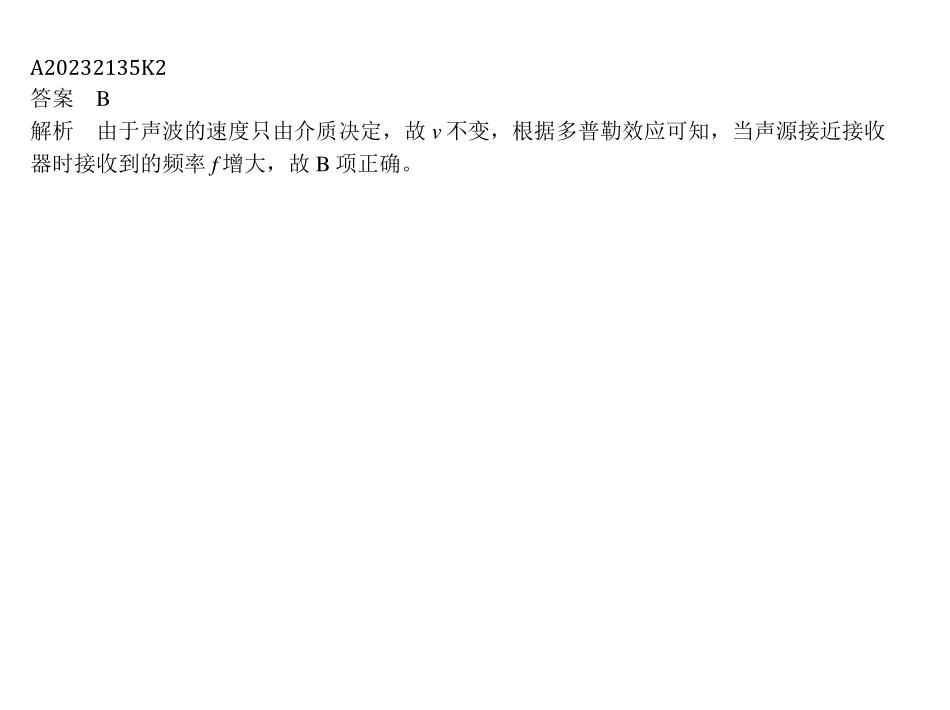 A20232135K2
答案 B
解析 由于声波的速度只由介质决定，故 v 不变，根据多普勒效应可知，当声源接近接收
器时接收到的频率 f 增大，故 B 项正确。